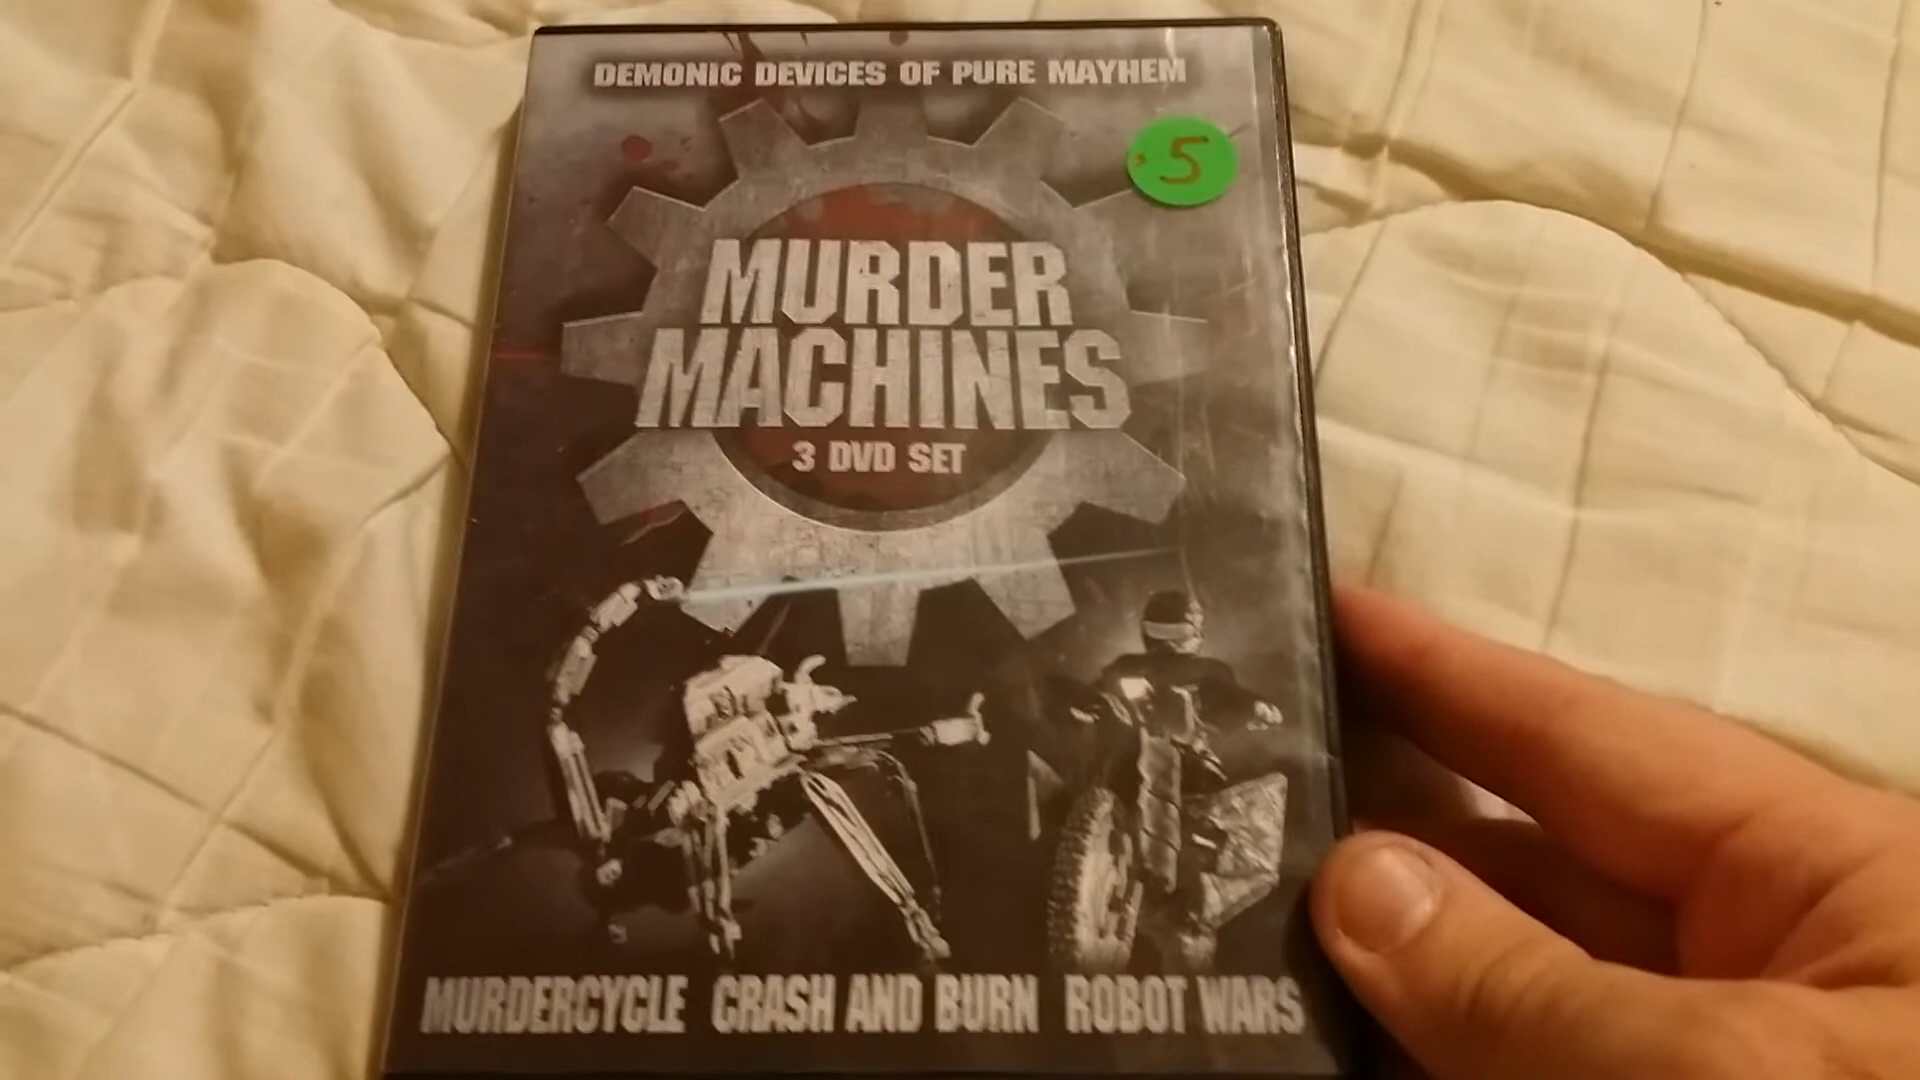 DEMONIC DEVICES OF PURE MAYHEM
5
MURDER
MACHINES
3 DVD SET
MURDERCYCLE CRASH AND BURN ROBOT WARS